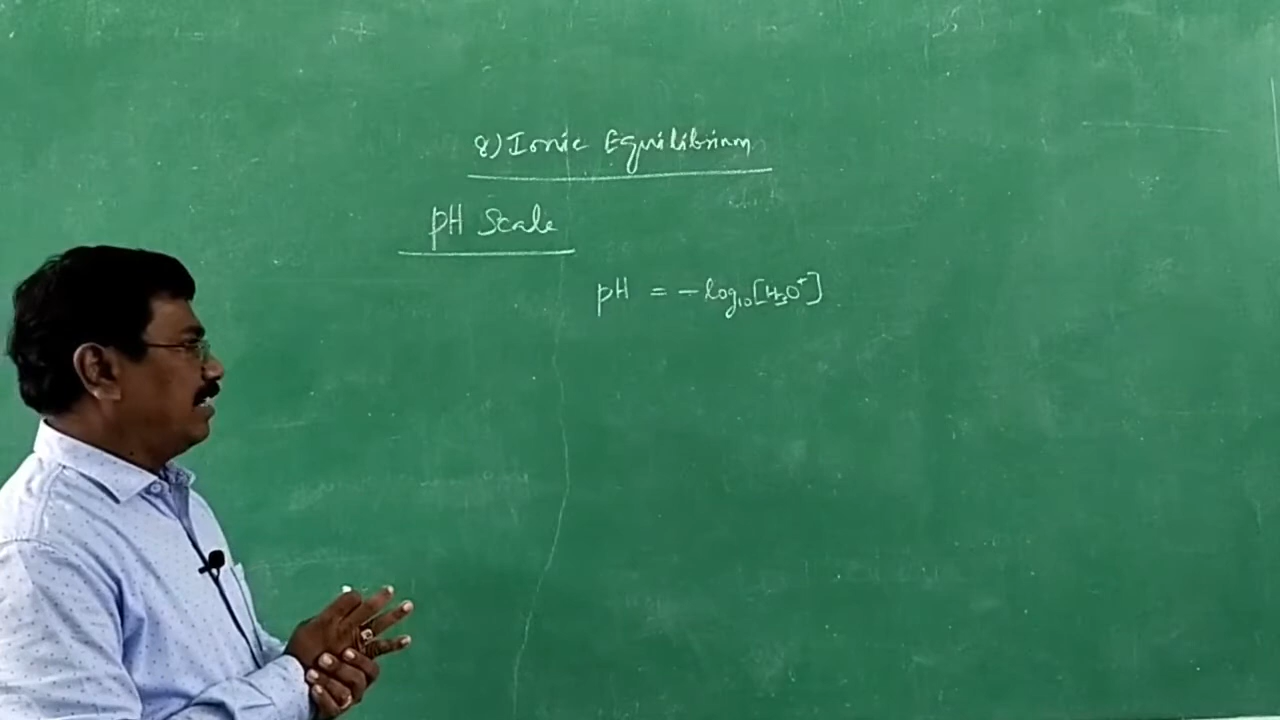 8) Ionic Equilibrium
pH Scale
pH = -log₁₀[H₃O⁺]